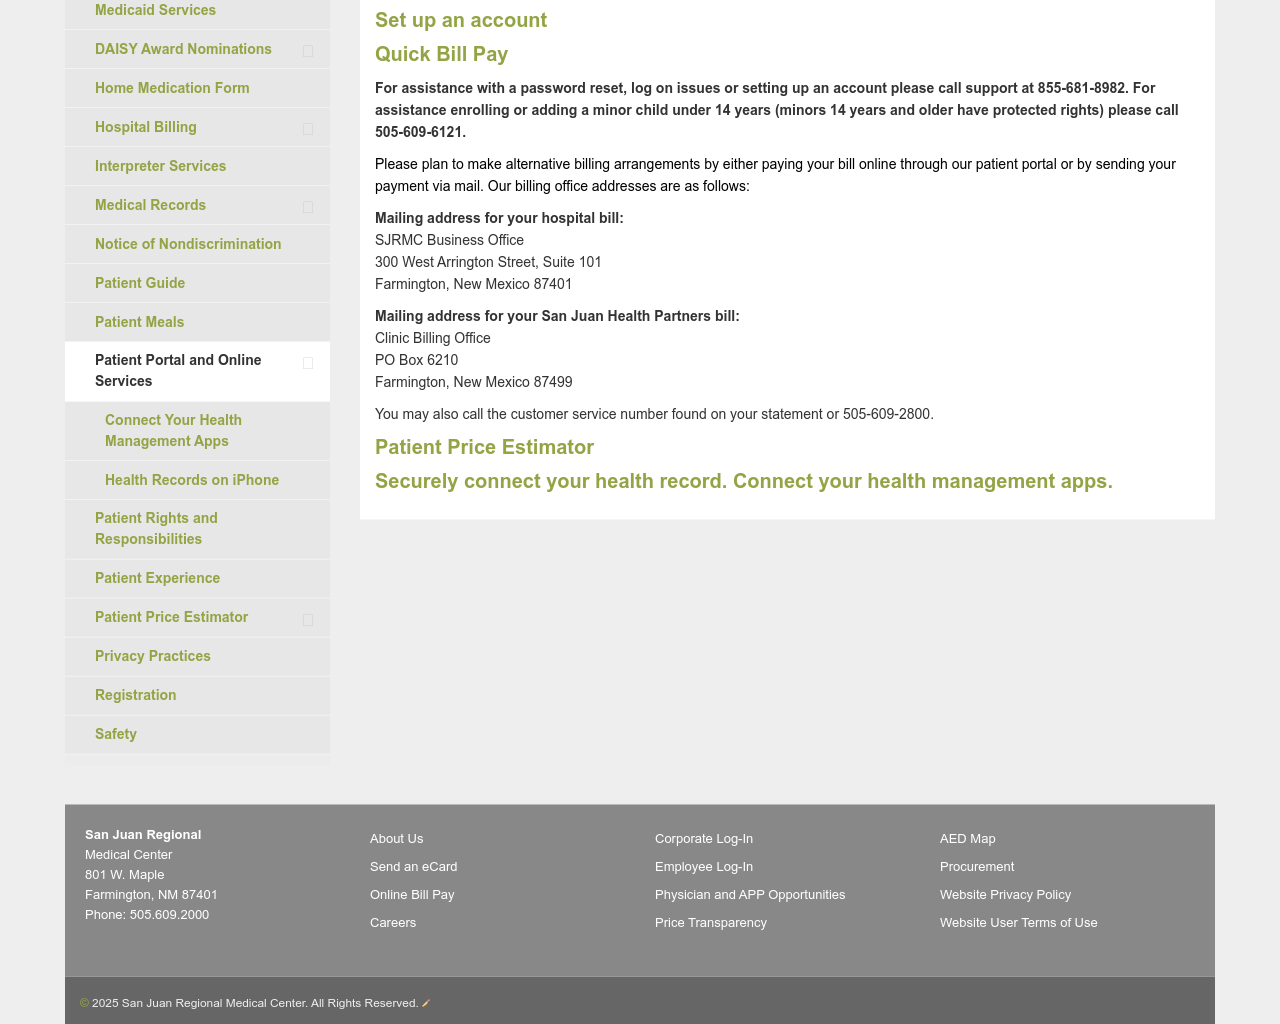 Medicaid Services
DAISY Award Nominations
Home Medication Form
Hospital Billing
Interpreter Services
Medical Records
Notice of Nondiscrimination
Patient Guide
Patient Meals
Patient Portal and Online
Services
Connect Your Health
Management Apps
Health Records on iPhone
Patient Rights and
Responsibilities
Patient Experience
Patient Price Estimator
Privacy Practices
Registration
Safety
Set up an account
Quick Bill Pay
For assistance with a password reset, log on issues or setting up an account please call support at 855-681-8982. For
assistance enrolling or adding a minor child under 14 years (minors 14 years and older have protected rights) please call
505-609-6121.
Please plan to make alternative billing arrangements by either paying your bill online through our patient portal or by sending your
payment via mail. Our billing office addresses are as follows:
Mailing address for your hospital bill:
SJRMC Business Office
300 West Arrington Street, Suite 101
Farmington, New Mexico 87401
Mailing address for your San Juan Health Partners bill:
Clinic Billing Office
PO Box 6210
Farmington, New Mexico 87499
You may also call the customer service number found on your statement or 505-609-2800.
Patient Price Estimator
Securely connect your health record. Connect your health management apps.
San Juan Regional
Medical Center
801 W. Maple
Farmington, NM 87401
Phone: 505.609.2000
About Us
Send an eCard
Online Bill Pay
Careers
Corporate Log-In
Employee Log-In
Physician and APP Opportunities
Price Transparency
AED Map
Procurement
Website Privacy Policy
Website User Terms of Use
© 2025 San Juan Regional Medical Center. All Rights Reserved.